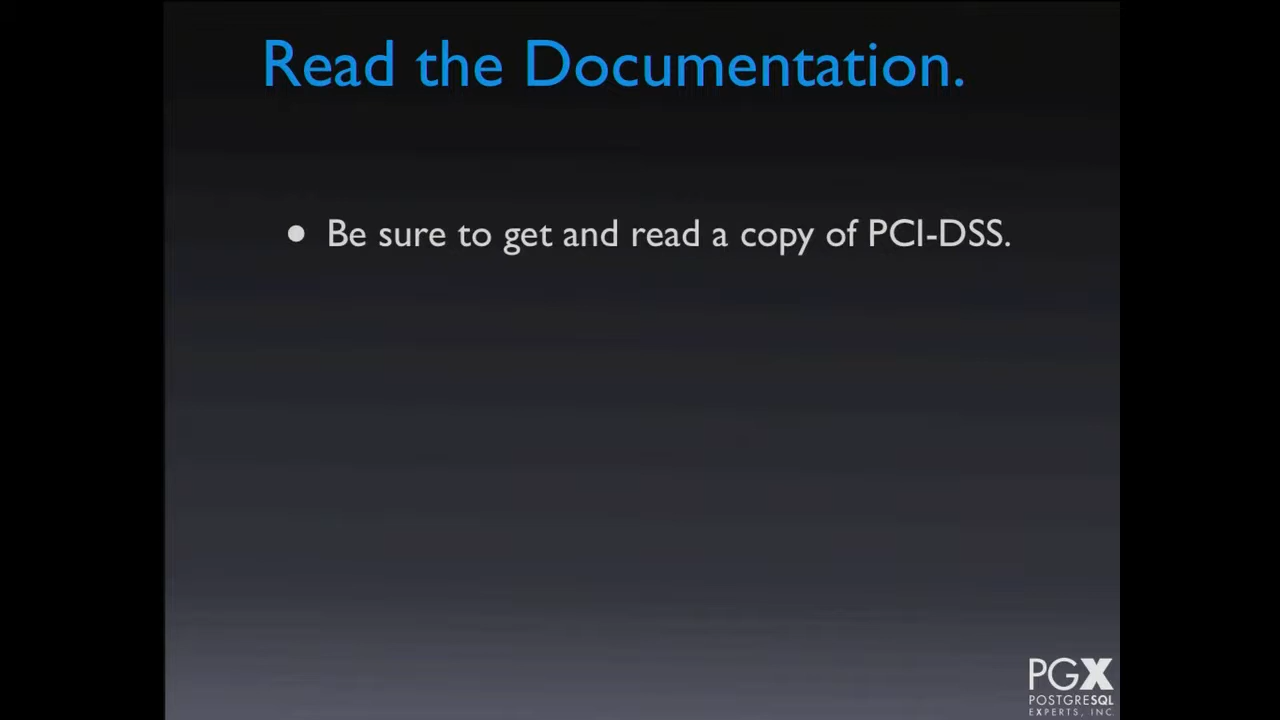 Read the Documentation.
● Be sure to get and read a copy of PCI-DSS.
PGX
POSTGRESQL
EXPERTS, INC.